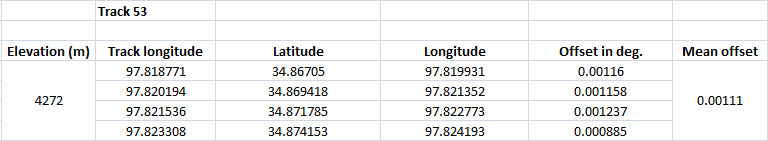 Track 53
Elevation (m) Track longitude Latitude Longitude Offset in deg. Mean offset
97.818771 34.86705 97.819931 0.00116
97.820194 34.869418 97.821352 0.001158
4272 0.00111
97.821536 34.871785 97.822773 0.001237
97.823308 34.874153 97.824193 0.000885